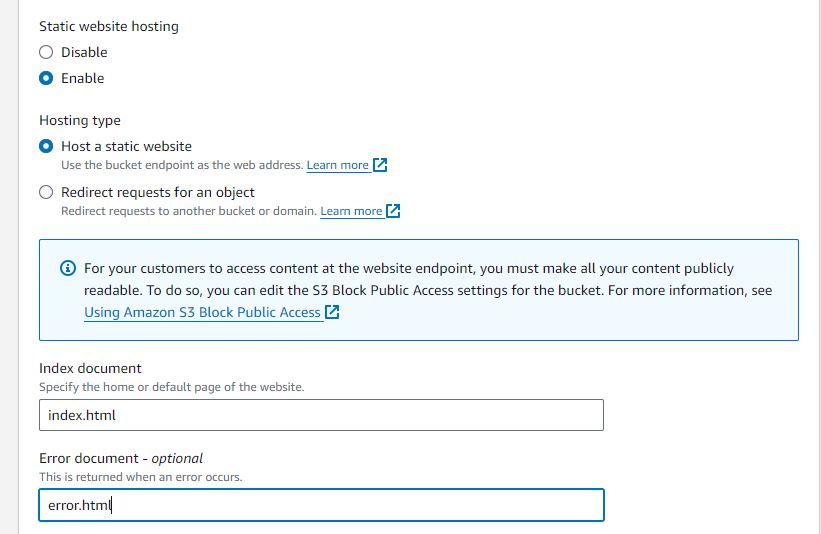 Static website hosting
Disable
Enable
Hosting type
Host a static website
Use the bucket endpoint as the web address. Learn more
Redirect requests for an object
Redirect requests to another bucket or domain. Learn more
For your customers to access content at the website endpoint, you must make all your content publicly
readable. To do so, you can edit the S3 Block Public Access settings for the bucket. For more information, see
Using Amazon S3 Block Public Access
Index document
Specify the home or default page of the website.
index.html
Error document - optional
This is returned when an error occurs.
error.html